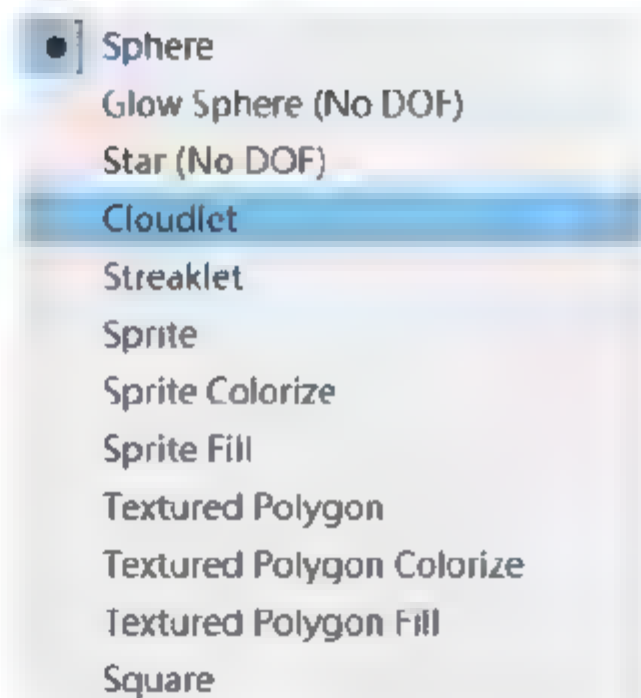 Sphere
Glow Sphere (No DOF)
Star (No DOF)
Cloudlet
Streaklet
Sprite
Sprite Colorize
Sprite Fill
Textured Polygon
Textured Polygon Colorize
Textured Polygon Fill
Square